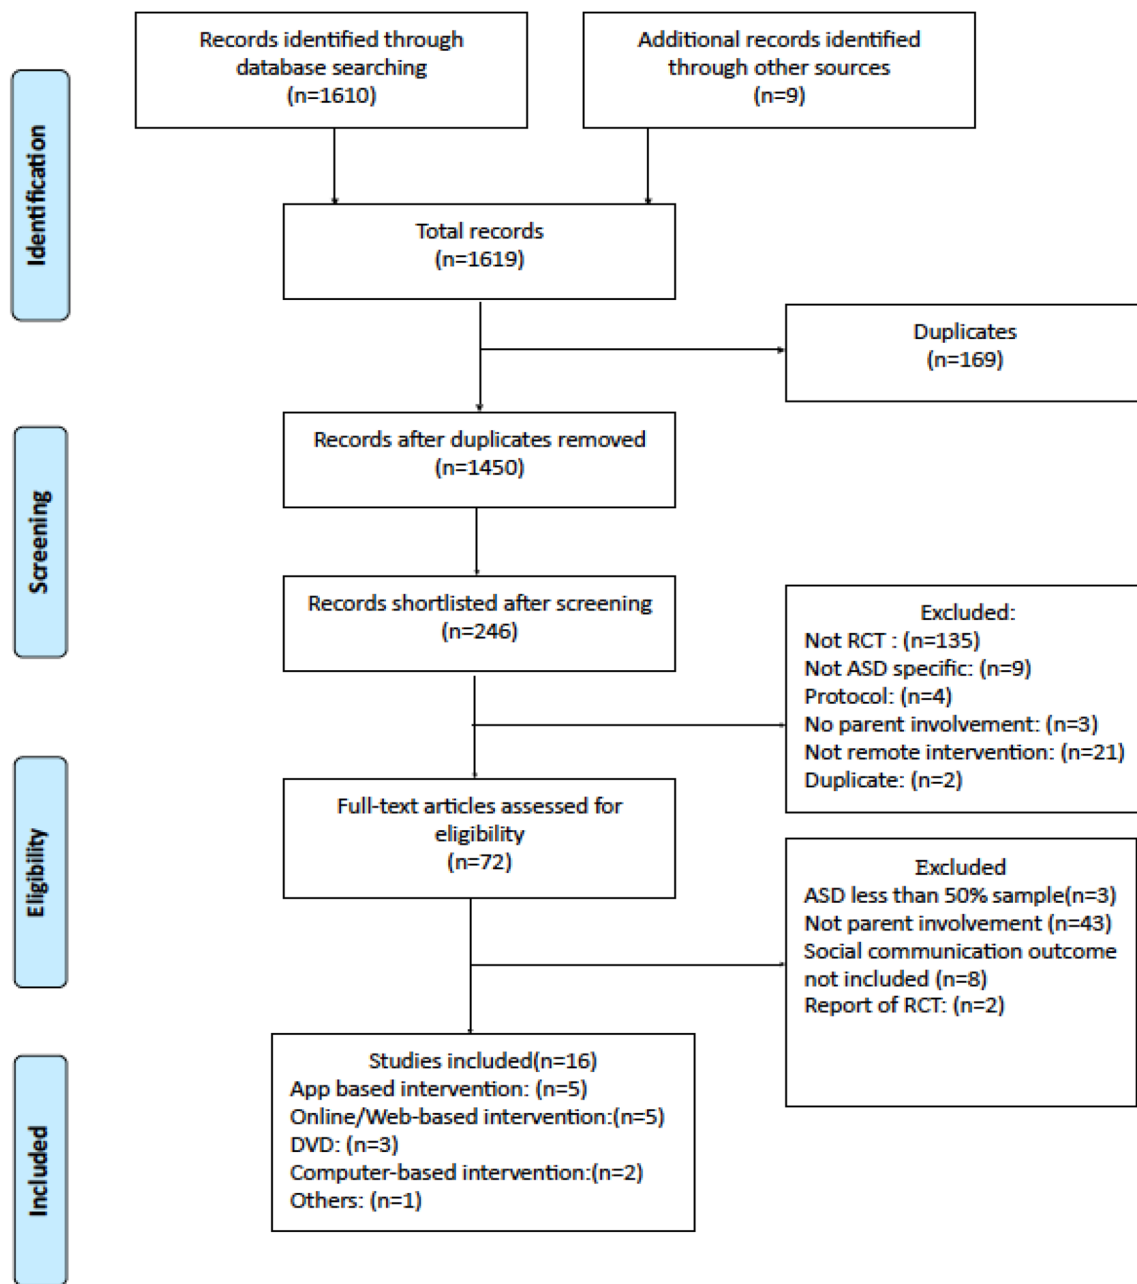 Records identified through
database searching
(n=1610)
Additional records identified
through other sources
(n=9)
Identification
Total records
(n=1619)
Duplicates
(n=169)
Records after duplicates removed
(n=1450)
Screening
Records shortlisted after screening
(n=246)
Excluded:
Not RCT : (n=135)
Not ASD specific: (n=9)
Protocol: (n=4)
No parent involvement: (n=3)
Not remote intervention: (n=21)
Duplicate: (n=2)
Full-text articles assessed for
eligibility
(n=72)
Eligibility
Excluded
ASD less than 50% sample(n=3)
Not parent involvement (n=43)
Social communication outcome
not included (n=8)
Report of RCT: (n=2)
Studies included(n=16)
App based intervention: (n=5)
Online/Web-based intervention:(n=5)
DVD: (n=3)
Computer-based intervention:(n=2)
Others: (n=1)
Included